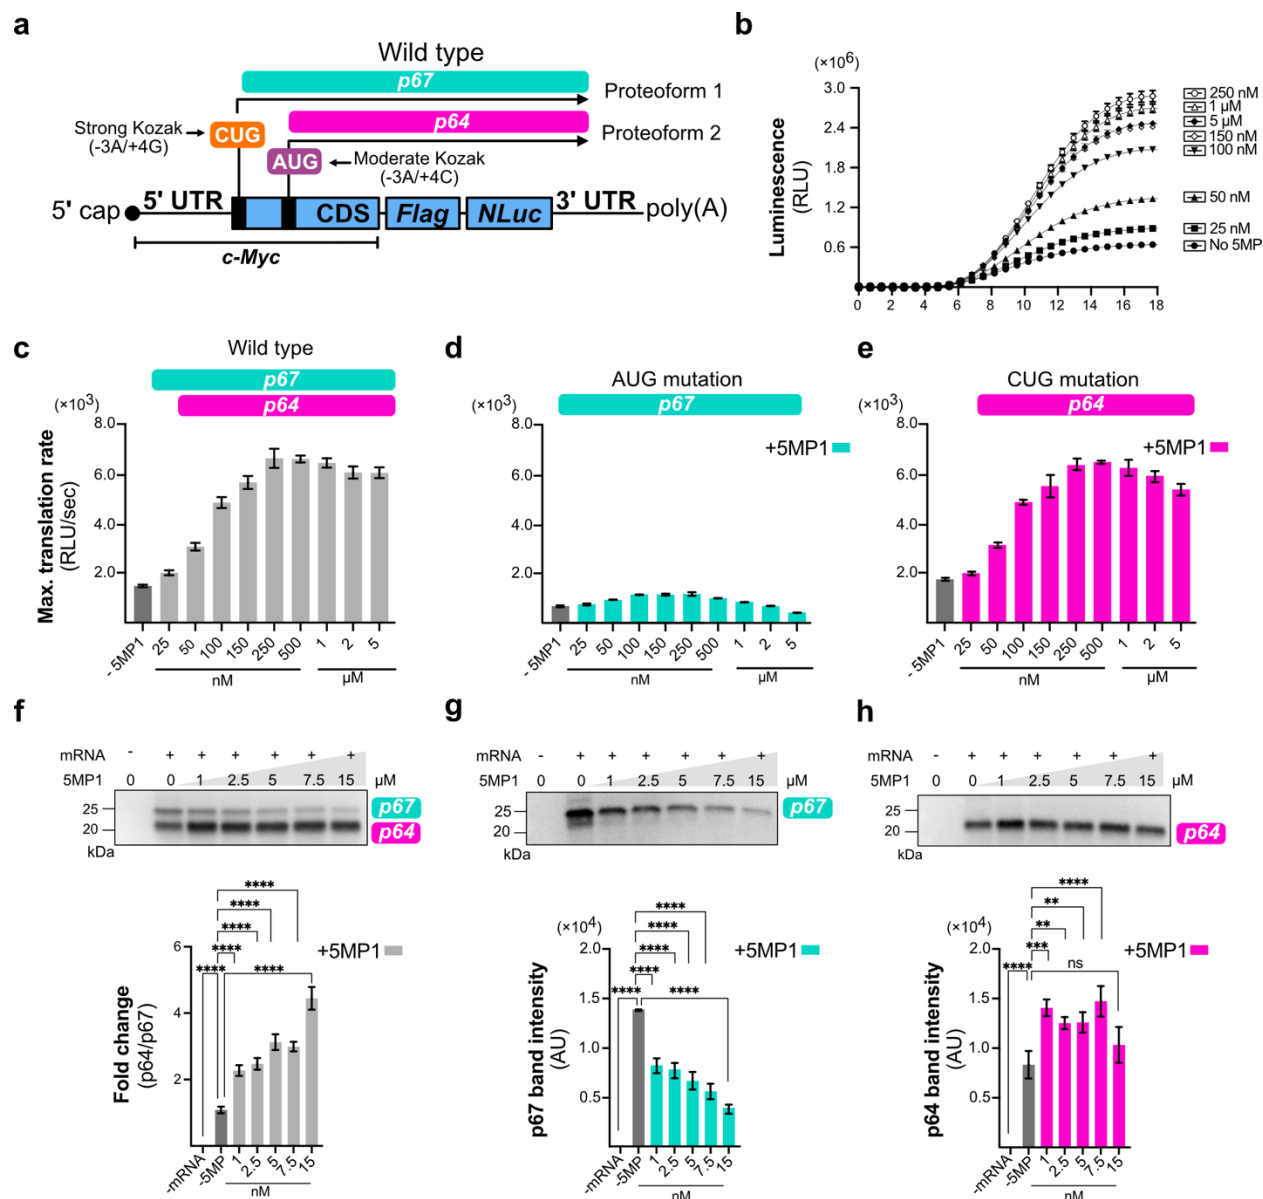 a
Wild type
p67
Proteoform 1
p64
Proteoform 2
Strong Kozak
(-3A/+4G)
CUG
AUG
Moderate Kozak
(-3A/+4C)
5' cap
5' UTR
CDS
Flag
NLuc
3' UTR
poly(A)
c-Myc
b
(×10⁶)
Luminescence
(RLU)
3.0
2.4
1.8
1.2
0.6
0 2 4 6 8 10 12 14 16 18
250 nM
1 µM
5 µM
150 nM
100 nM
50 nM
25 nM
No 5MP
c
Wild type
p67
p64
(×10³)
Max. translation rate
(RLU/sec)
8.0
6.0
4.0
2.0
- 5MP1 25 50 100 150 250 500 1 2 5
nM µM
d
AUG mutation
p67
(×10³)
+5MP1
8.0
6.0
4.0
2.0
- 5MP1 25 50 100 150 250 500 1 2 5
nM µM
e
CUG mutation
p64
(×10³)
+5MP1
8.0
6.0
4.0
2.0
- 5MP1 25 50 100 150 250 500 1 2 5
nM µM
f
mRNA - + + + + + +
5MP1 0 0 1 2.5 5 7.5 15 µM
25
20
kDa
p67
p64
****
****
****
****
**** ****
+5MP1
Fold change
(p64/p67)
6
4
2
-mRNA -5MP 1 2.5 5 7.5 15
nM
g
mRNA - + + + + + +
5MP1 0 0 1 2.5 5 7.5 15 µM
25
20
kDa
p67
****
****
****
****
**** ****
(×10⁴)
+5MP1
p67 band intensity
(AU)
2.0
1.5
1.0
0.5
-mRNA -5MP 1 2.5 5 7.5 15
nM
h
mRNA - + + + + + +
5MP1 0 0 1 2.5 5 7.5 15 µM
25
20
kDa
p64
****
**
**
***
**** ns
(×10⁴)
+5MP1
p64 band intensity
(AU)
2.0
1.5
1.0
0.5
-mRNA -5MP 1 2.5 5 7.5 15
nM